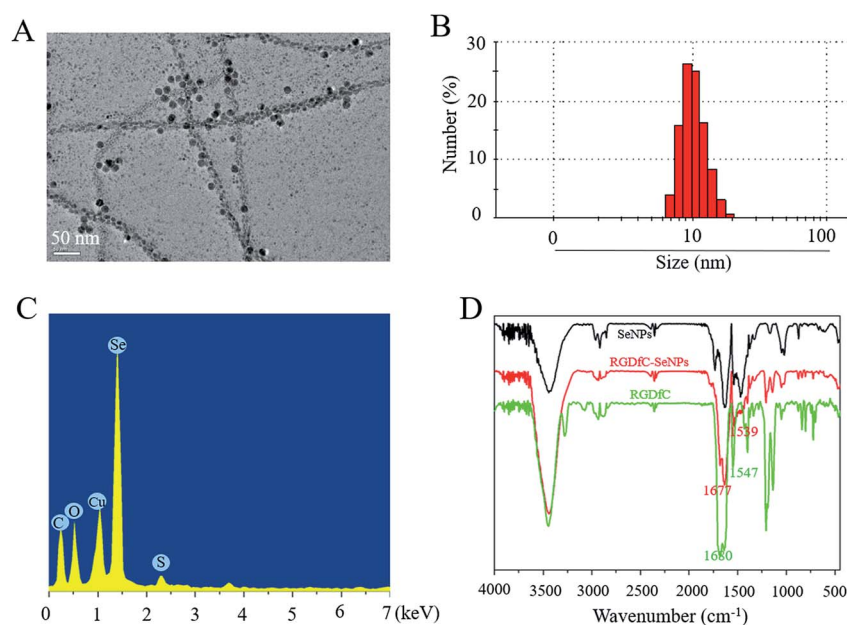 A
50 nm
B
Number (%)
30
20
10
0
0
10
100
Size (nm)
C
C
O
Cu
Se
S
0
1
2
3
4
5
6
7 (keV)
D
SeNPs
RGDfC-SeNPs
RGDfC
1539
1547
1677
1680
4000
3500
3000
2500
2000
1500
1000
500
Wavenumber (cm⁻¹)